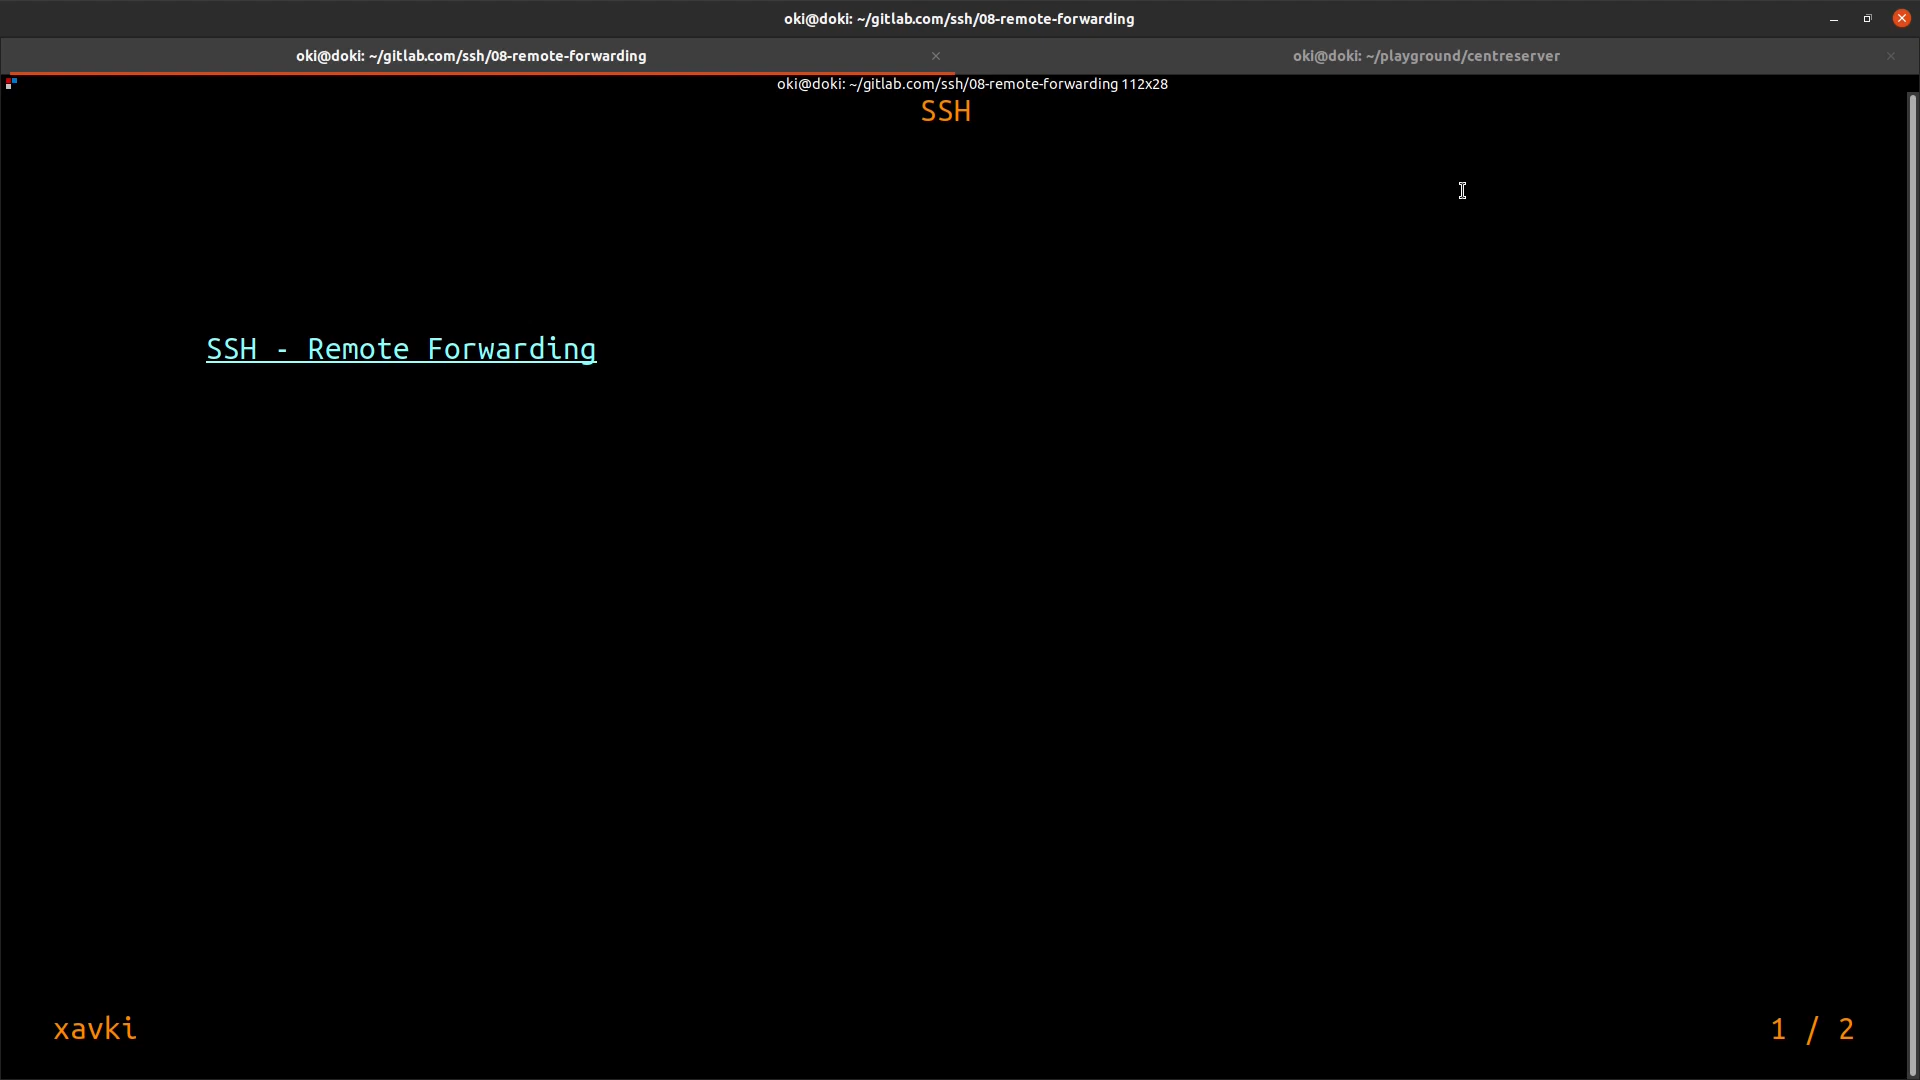 oki@doki: ~/gitlab.com/ssh/08-remote-forwarding
oki@doki: ~/gitlab.com/ssh/08-remote-forwarding
oki@doki: ~/playground/centreserver
oki@doki: ~/gitlab.com/ssh/08-remote-forwarding 112x28
SSH
SSH - Remote Forwarding
xavki
1 / 2